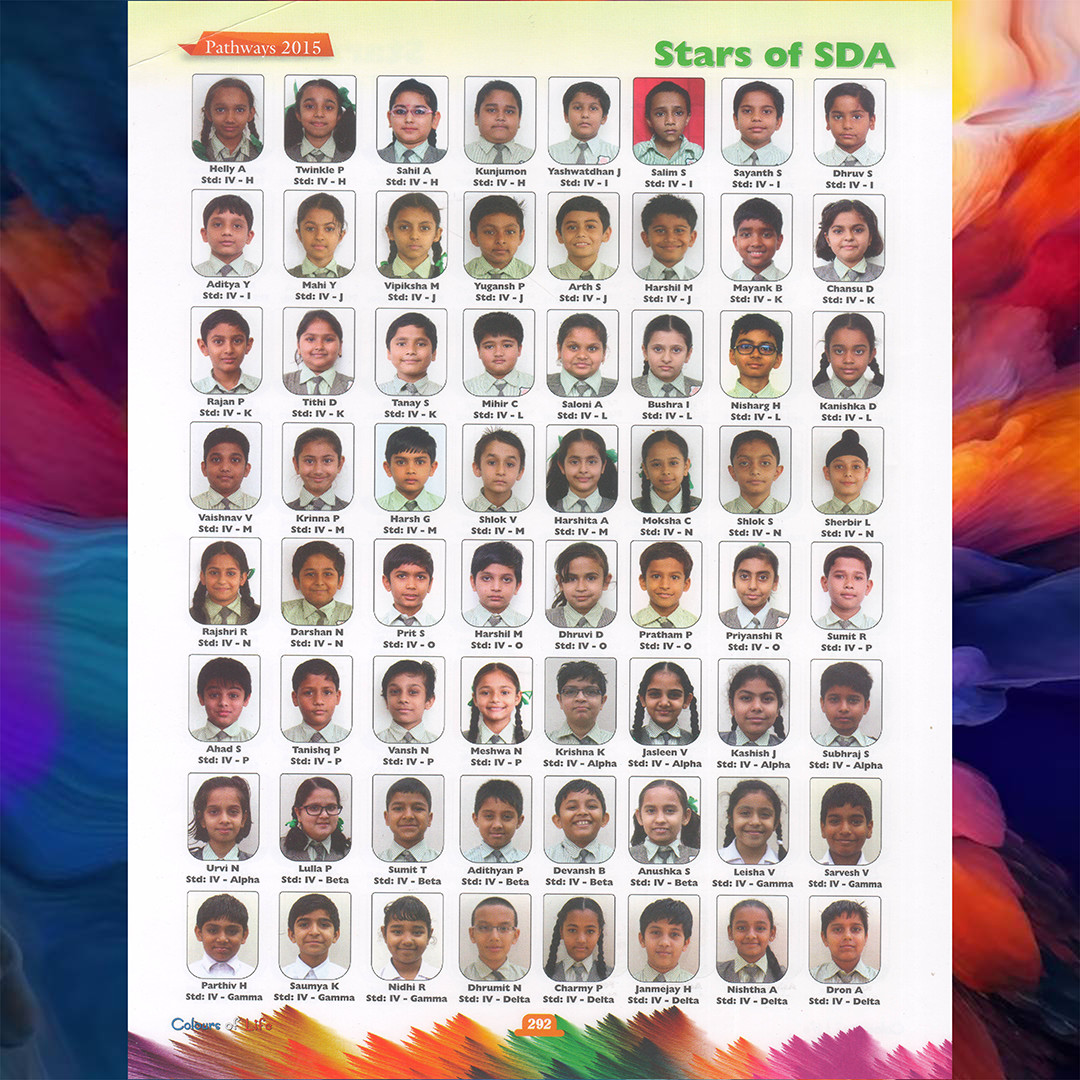 Pathways 2015
Stars of SDA
Helly A
Std: IV - H
Twinkle P
Std: IV - H
Sahil A
Std: IV - H
Kunjumon
Std: IV - H
Yashwatdhan J
Std: IV - I
Salim S
Std: IV - I
Sayanth S
Std: IV - I
Dhruv S
Std: IV - I
Aditya Y
Std: IV - I
Mahi Y
Std: IV - J
Vipiksha M
Std: IV - J
Yugansh P
Std: IV - J
Arth S
Std: IV - J
Harshil M
Std: IV - J
Mayank B
Std: IV - K
Chansu D
Std: IV - K
Rajan P
Std: IV - K
Tithi D
Std: IV - K
Tanay S
Std: IV - K
Mihir C
Std: IV - L
Saloni A
Std: IV - L
Bushra I
Std: IV - L
Nisharg H
Std: IV - L
Kanishka D
Std: IV - L
Vaishnav V
Std: IV - M
Krinna P
Std: IV - M
Harsh G
Std: IV - M
Shlok V
Std: IV - M
Harshita A
Std: IV - M
Moksha C
Std: IV - N
Shlok S
Std: IV - N
Sherbir L
Std: IV - N
Rajshri R
Std: IV - N
Darshan N
Std: IV - N
Prit S
Std: IV - O
Harshil M
Std: IV - O
Dhruvi D
Std: IV - O
Pratham P
Std: IV - O
Priyanshi R
Std: IV - O
Sumit R
Std: IV - P
Ahad S
Std: IV - P
Tanishq P
Std: IV - P
Vansh N
Std: IV - P
Meshwa N
Std: IV - P
Krishna K
Std: IV - Alpha
Jasleen V
Std: IV - Alpha
Kashish J
Std: IV - Alpha
Subhraj S
Std: IV - Alpha
Urvi N
Std: IV - Alpha
Lulla P
Std: IV - Beta
Sumit T
Std: IV - Beta
Adithyan P
Std: IV - Beta
Devansh B
Std: IV - Beta
Anushka S
Std: IV - Beta
Leisha V
Std: IV - Gamma
Sarvesh V
Std: IV - Gamma
Parthiv H
Std: IV - Gamma
Saumya K
Std: IV - Gamma
Nidhi R
Std: IV - Gamma
Dhrumit N
Std: IV - Delta
Charmy P
Std: IV - Delta
Janmejay H
Std: IV - Delta
Nishtha A
Std: IV - Delta
Dron A
Std: IV - Delta
Colours of Life
292